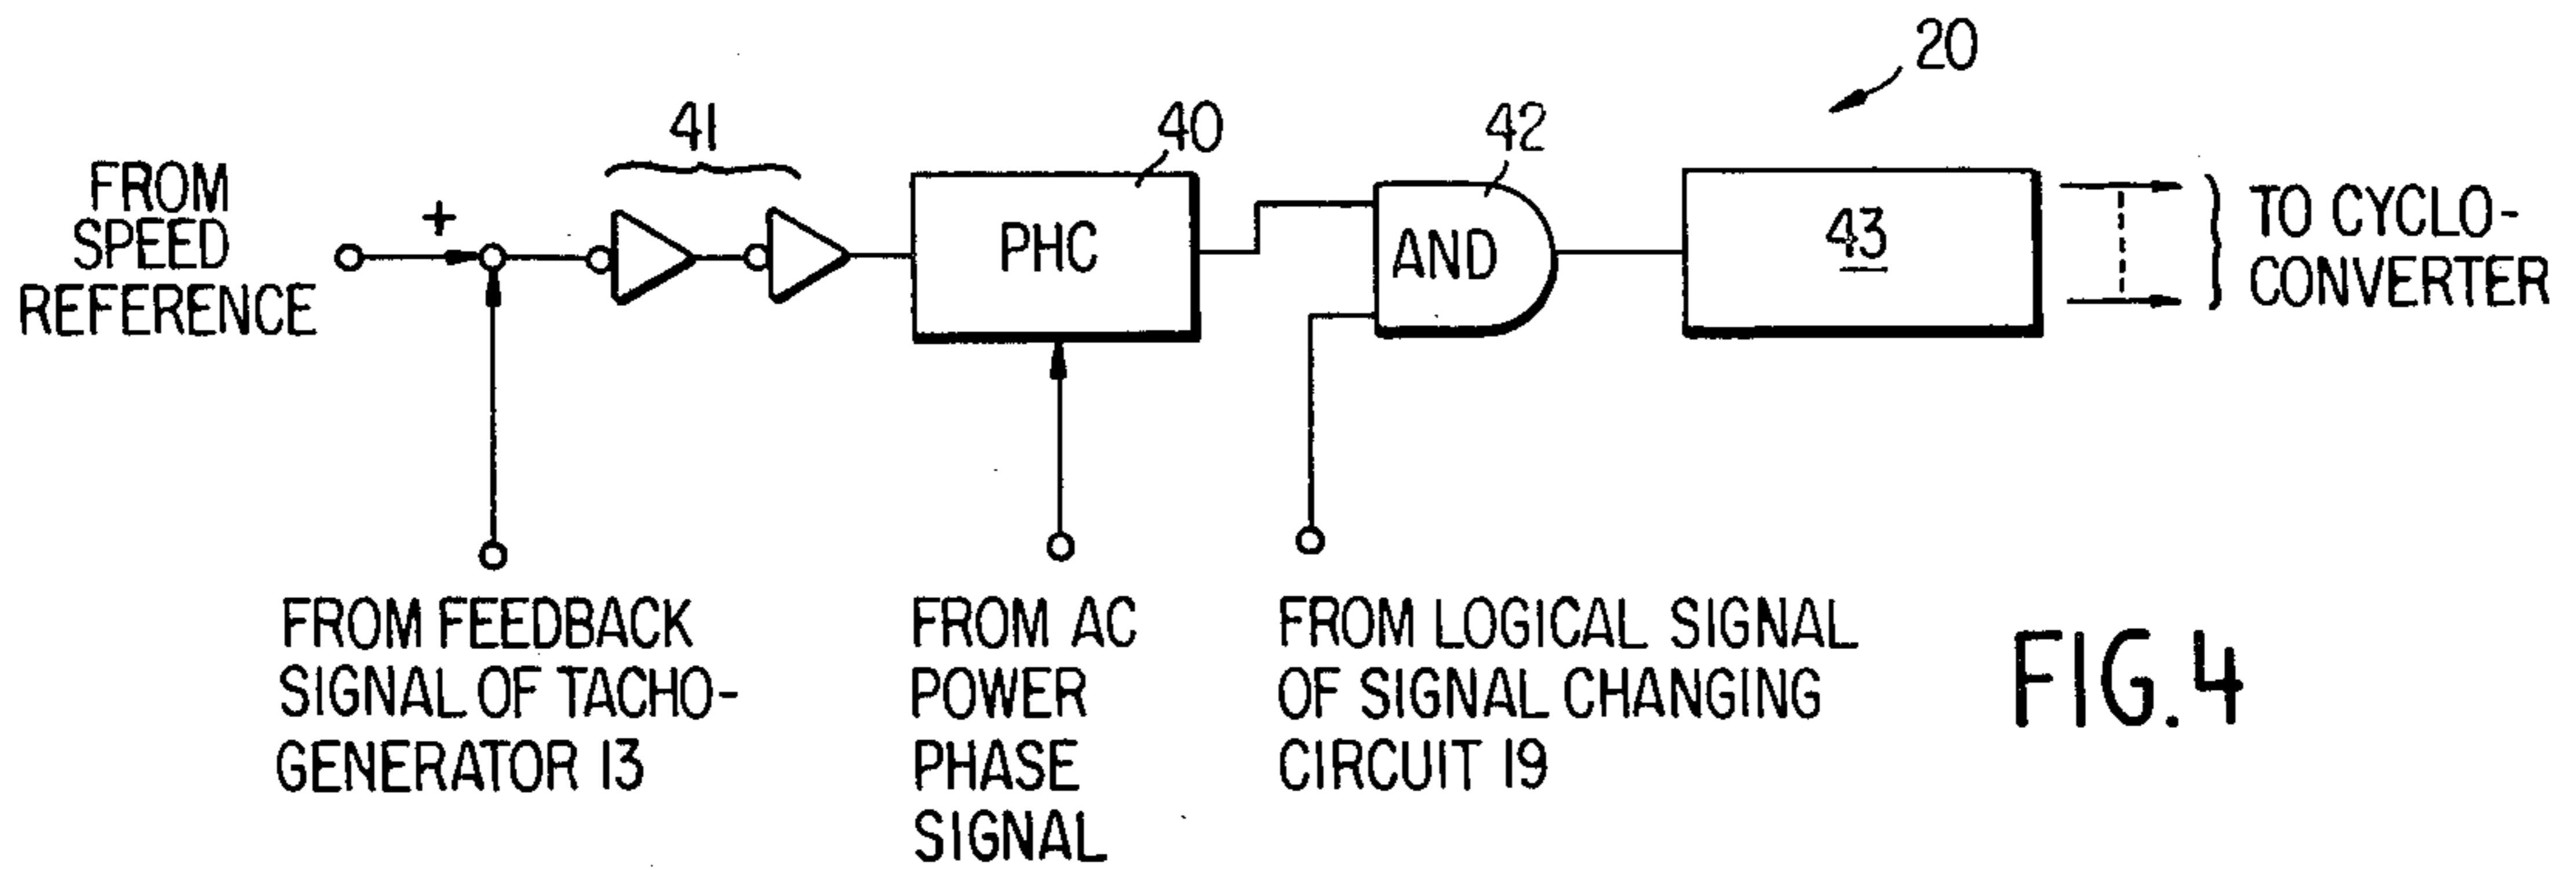 20
41
40
42
FROM
SPEED
REFERENCE
+
PHC
AND
43
TO CYCLO-
CONVERTER
FROM FEEDBACK
SIGNAL OF TACHO-
GENERATOR 13
FROM AC
POWER
PHASE
SIGNAL
FROM LOGICAL SIGNAL
OF SIGNAL CHANGING
CIRCUIT 19
FIG. 4